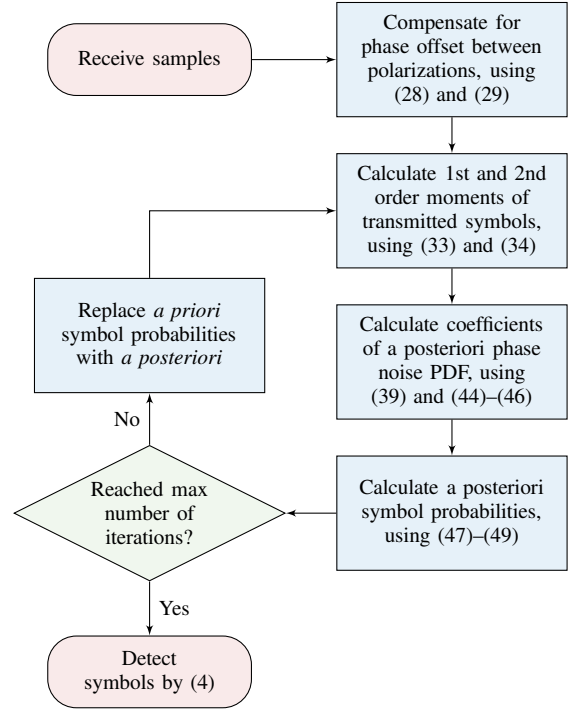 Receive samples
Compensate for
phase offset between
polarizations, using
(28) and (29)
Calculate 1st and 2nd
order moments of
transmitted symbols,
using (33) and (34)
Calculate coefficients
of a posteriori phase
noise PDF, using
(39) and (44)–(46)
Calculate a posteriori
symbol probabilities,
using (47)–(49)
Reached max
number of
iterations?
No
Replace a priori
symbol probabilities
with a posteriori
Yes
Detect
symbols by (4)